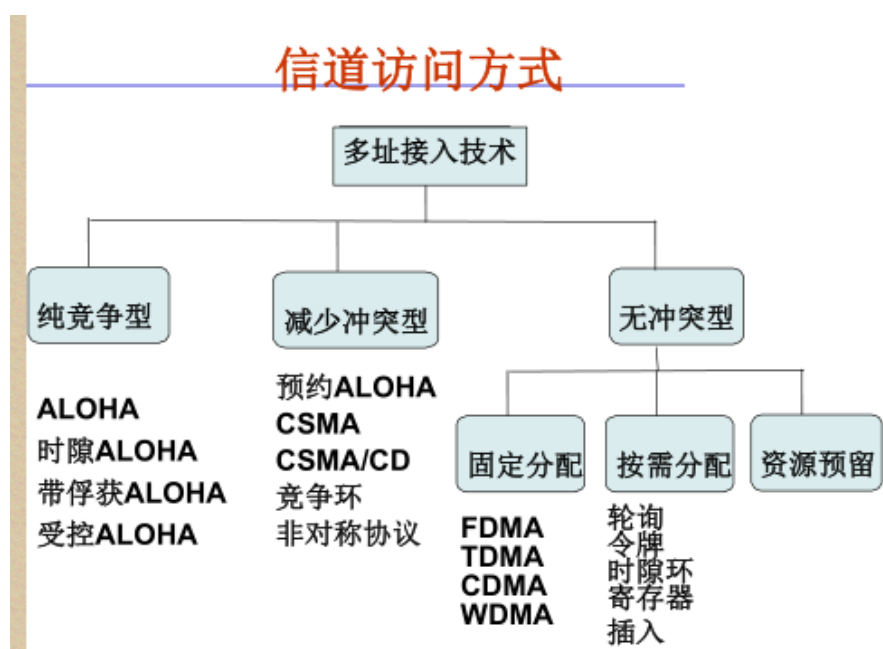 信道访问方式
多址接入技术
纯竞争型
减少冲突型
无冲突型
ALOHA
时隙ALOHA
带俘获ALOHA
受控ALOHA
预约ALOHA
CSMA
CSMA/CD
竞争环
非对称协议
固定分配
按需分配
资源预留
FDMA
TDMA
CDMA
WDMA
轮询
令牌
时隙环
寄存器
插入